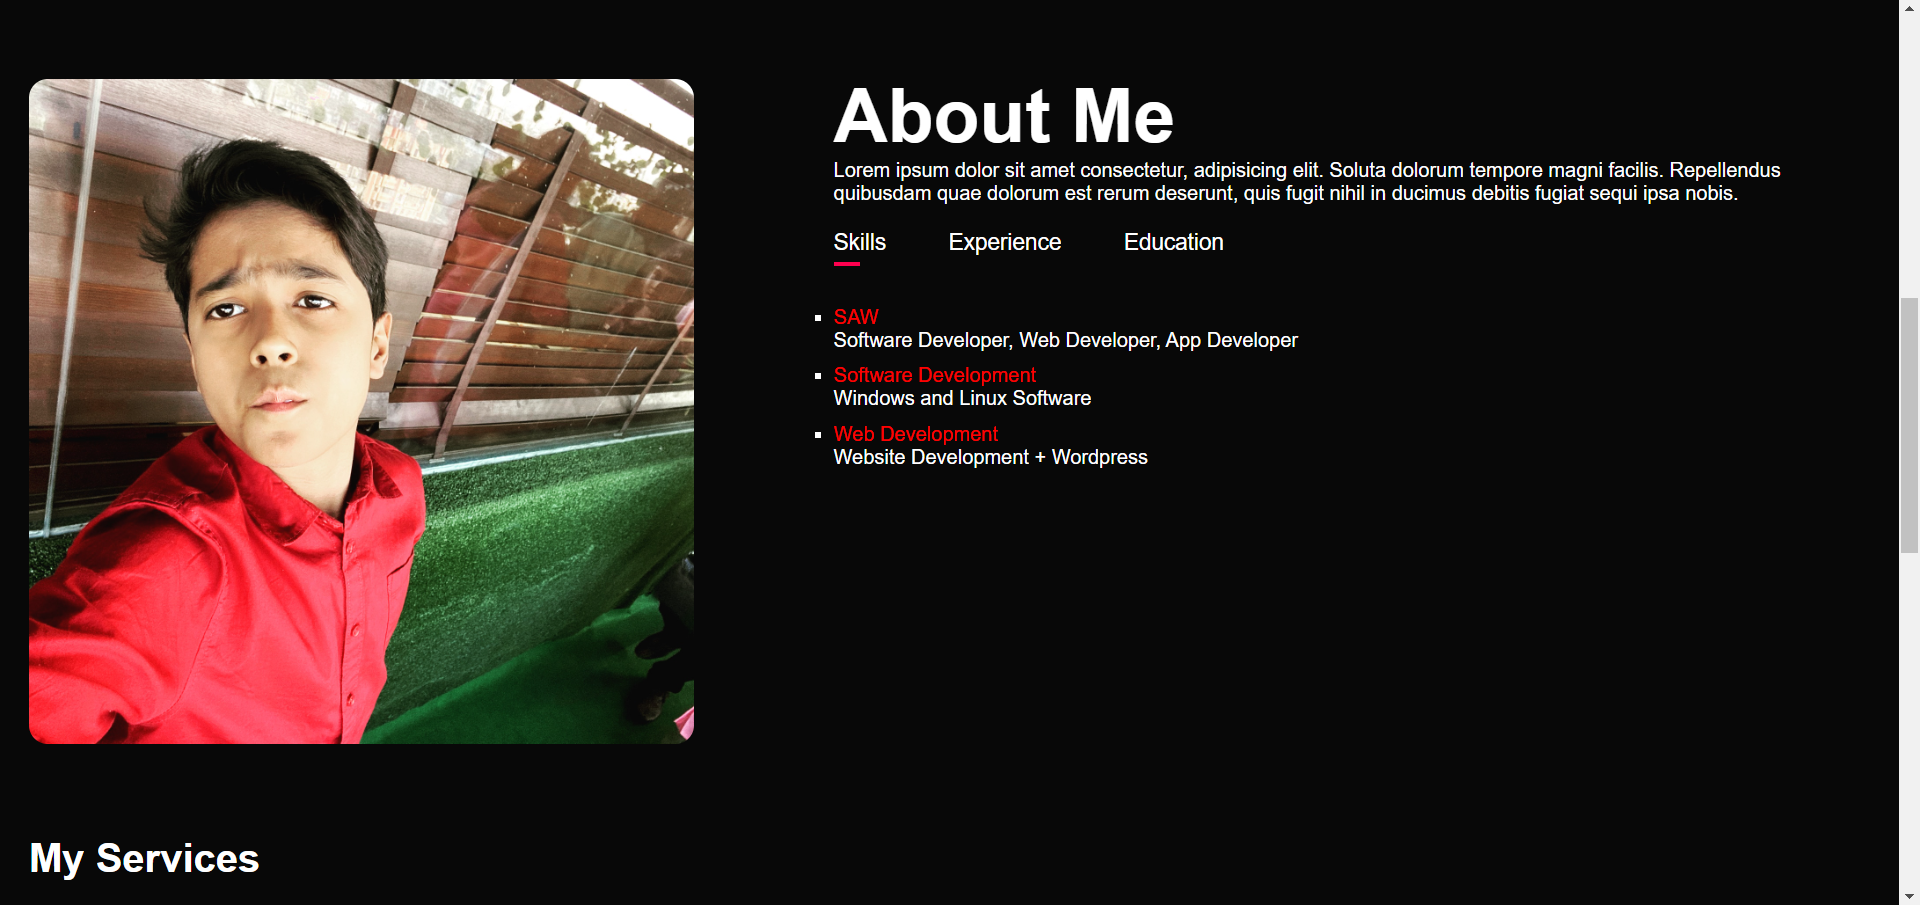 About Me
Lorem ipsum dolor sit amet consectetur, adipisicing elit. Soluta dolorum tempore magni facilis. Repellendus
quibusdam quae dolorum est rerum deserunt, quis fugit nihil in ducimus debitis fugiat sequi ipsa nobis.
Skills Experience Education
SAW
Software Developer, Web Developer, App Developer
Software Development
Windows and Linux Software
Web Development
Website Development + Wordpress
My Services